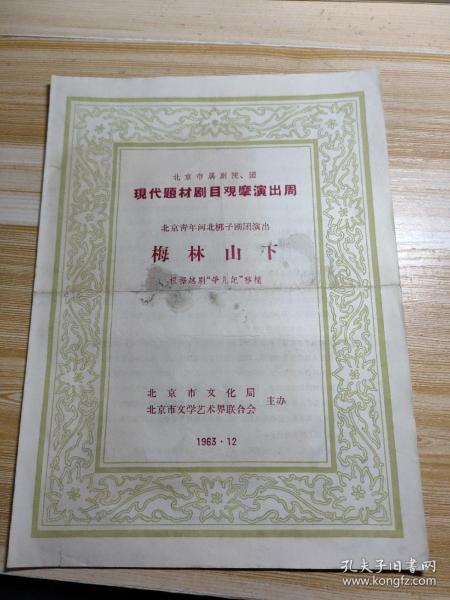 北京市属剧院、团
現代題材剧目观摩演出周
北京青年河北梆子剧团演出
梅林山下
根据越剧“争儿记”移植
北京市文化局
北京市文学艺术界联合会
主办
1963·12
孔夫子旧书网
www.kongfz.com